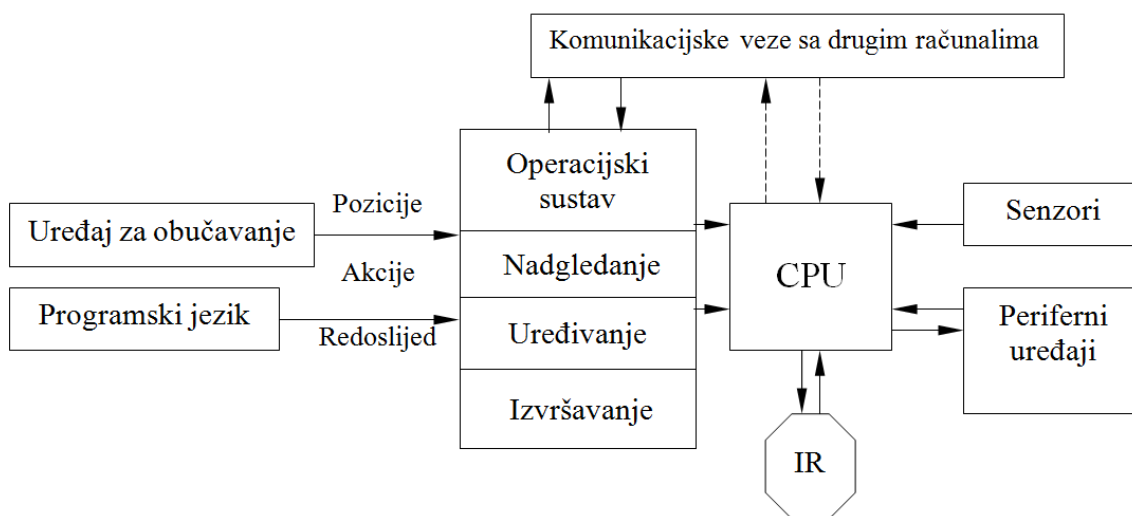 Komunikacijske veze sa drugim računalima
Operacijski
sustav
Nadgledanje
Uređivanje
Izvršavanje
Uređaj za obučavanje
Programski jezik
Pozicije
Akcije
Redoslijed
CPU
Senzori
Periferni
uređaji
IR